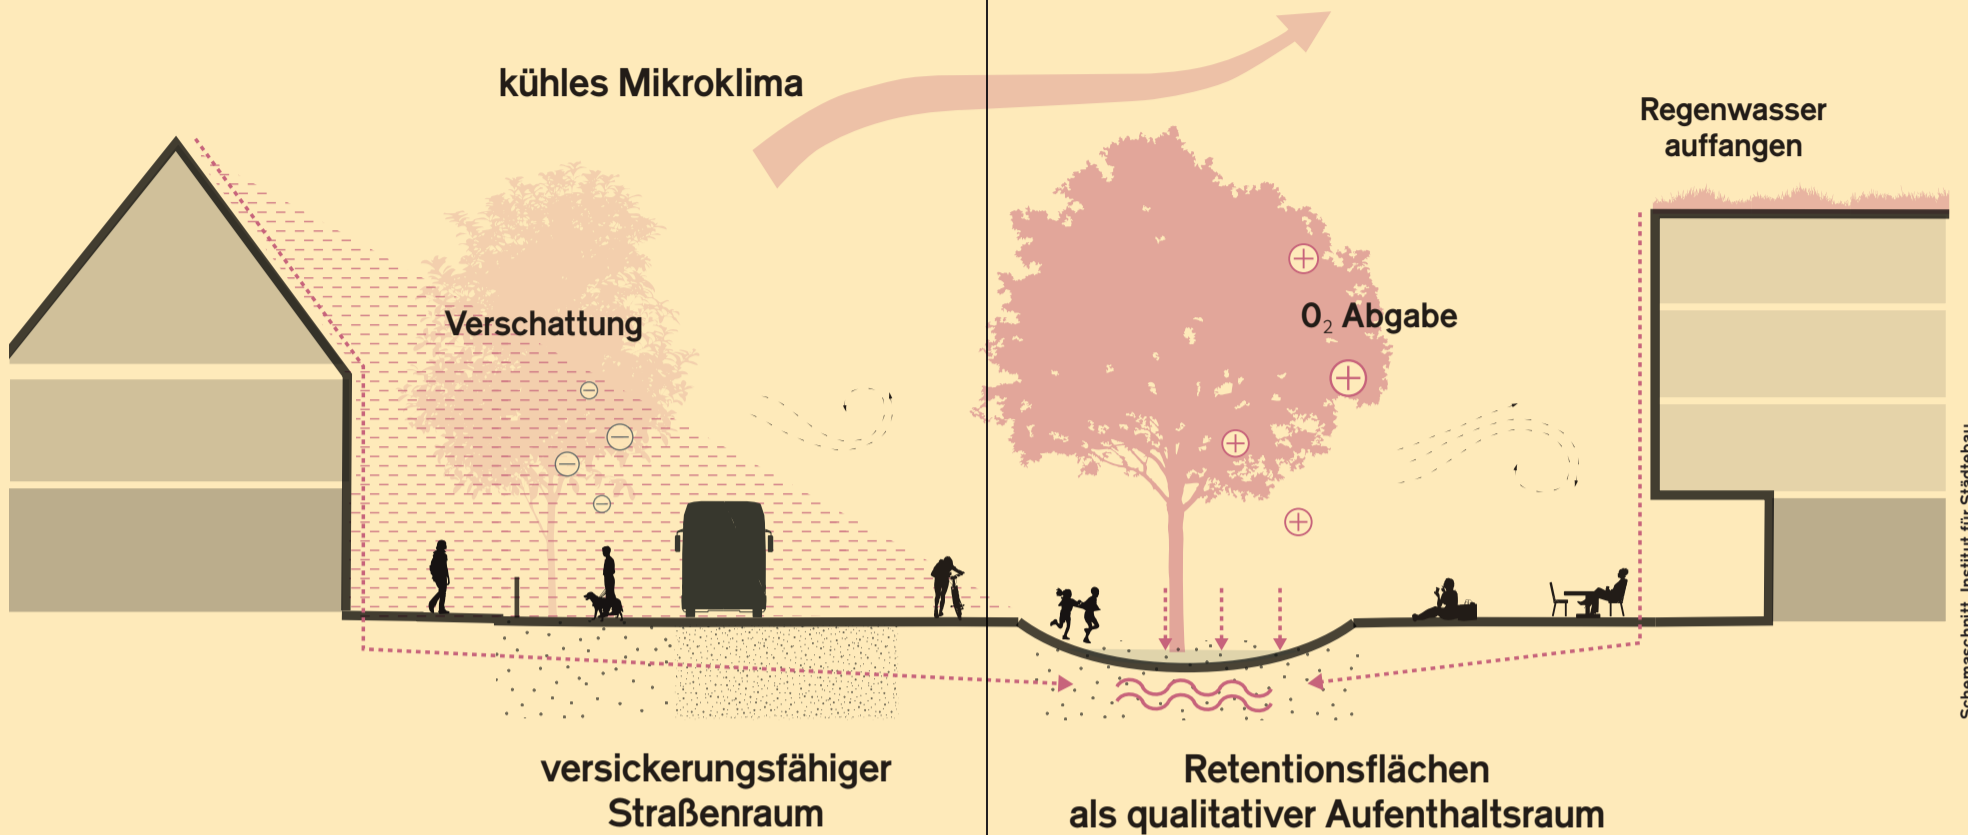 kühles Mikroklima
Regenwasser
auffangen
Verschattung
O₂ Abgabe
versickerungsfähiger
Straßenraum
Retentionsflächen
als qualitativer Aufenthaltsraum
Schemaschnitt, Institut für Städtebau